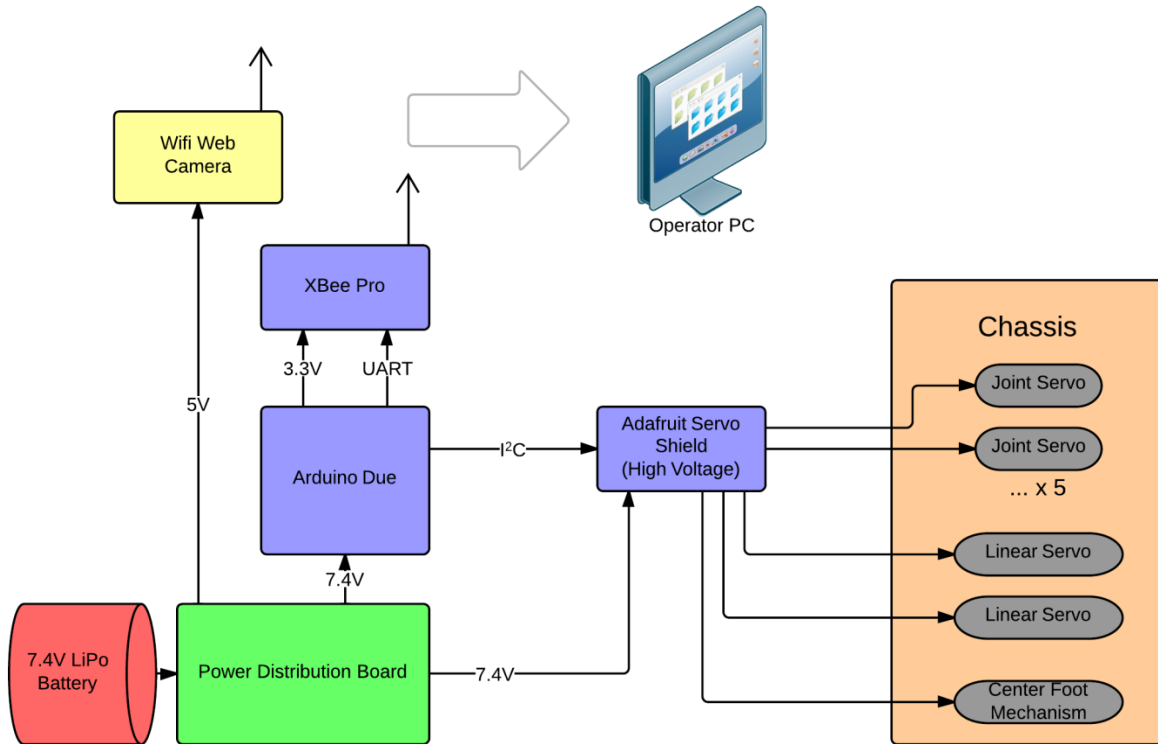 Wifi Web
Camera
Operator PC
XBee Pro
3.3V
UART
5V
Arduino Due
I²C
Adafruit Servo
Shield
(High Voltage)
Chassis
Joint Servo
Joint Servo
... x 5
Linear Servo
Linear Servo
Center Foot
Mechanism
7.4V
7.4V LiPo
Battery
Power Distribution Board
7.4V